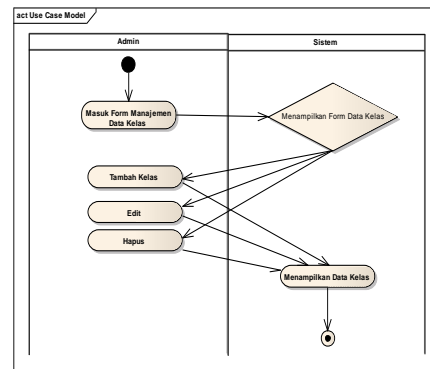 act Use Case Model
Admin
Sistem
Masuk Form Manajemen
Data Kelas
Menampilkan Form Data Kelas
Tambah Kelas
Edit
Hapus
Menampilkan Data Kelas